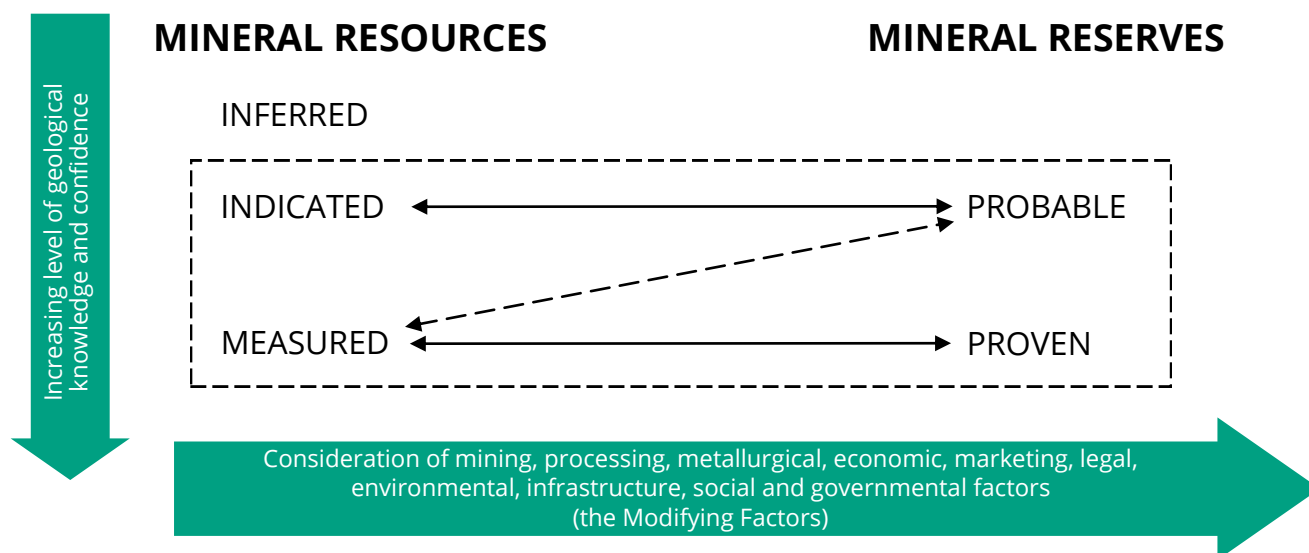 MINERAL RESOURCES
MINERAL RESERVES
Increasing level of geological
knowledge and confidence
INFERRED
INDICATED
PROBABLE
MEASURED
PROVEN
Consideration of mining, processing, metallurgical, economic, marketing, legal,
environmental, infrastructure, social and governmental factors
(the Modifying Factors)